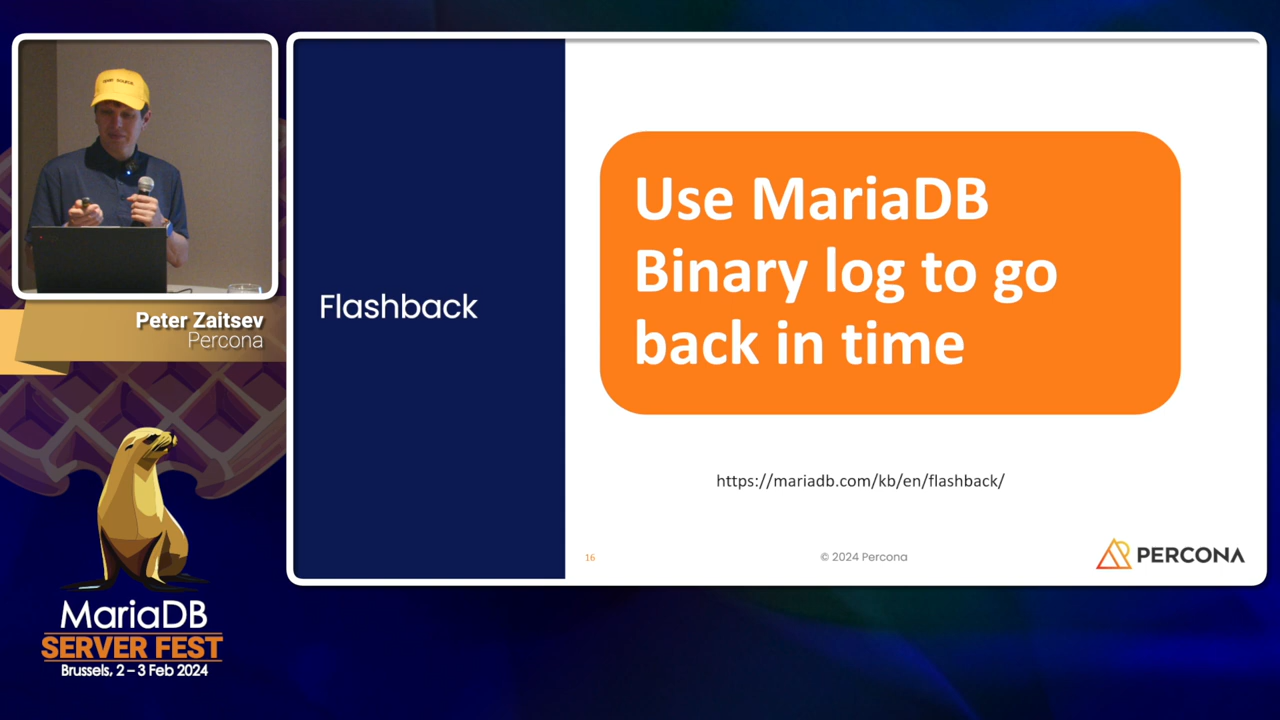 Peter Zaitsev
Percona
MariaDB
SERVER FEST
Brussels, 2 – 3 Feb 2024
Flashback
Use MariaDB
Binary log to go
back in time
https://mariadb.com/kb/en/flashback/
16
© 2024 Percona
PERCONA